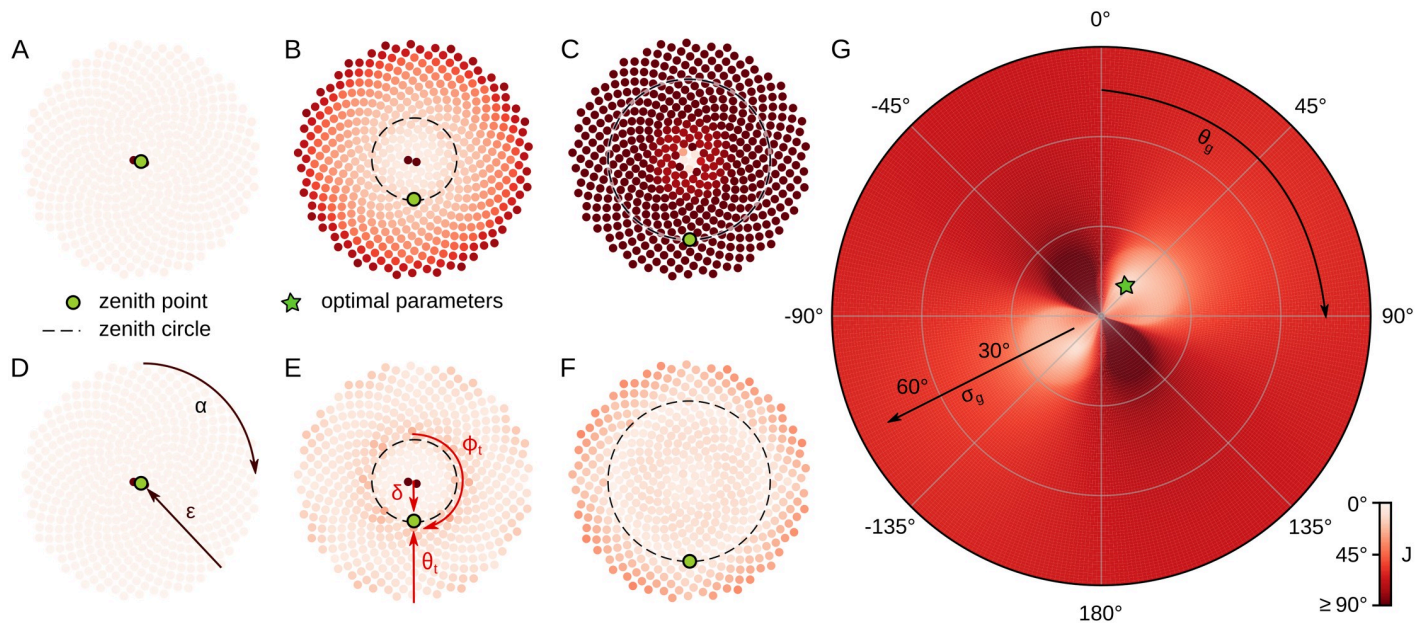 A
B
C
zenith point
zenith circle
optimal parameters
D
α
ε
E
ϕt
δ
θt
F
G
0°
45°
90°
135°
180°
-135°
-90°
-45°
θg
30°
60°
σg
0°
45°
≥ 90°
J